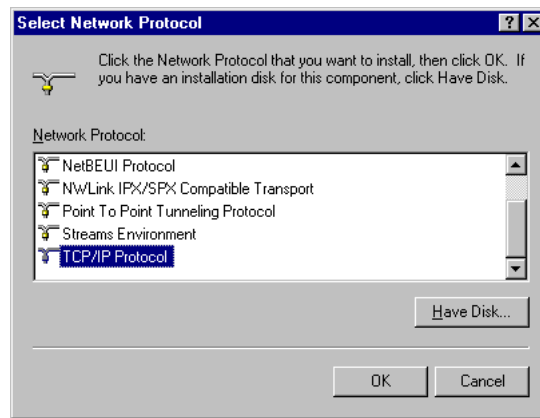 Select Network Protocol
Click the Network Protocol that you want to install, then click OK. If
you have an installation disk for this component, click Have Disk.
Network Protocol:
NetBEUI Protocol
NWLink IPX/SPX Compatible Transport
Point To Point Tunneling Protocol
Streams Environment
TCP/IP Protocol
Have Disk...
OK Cancel